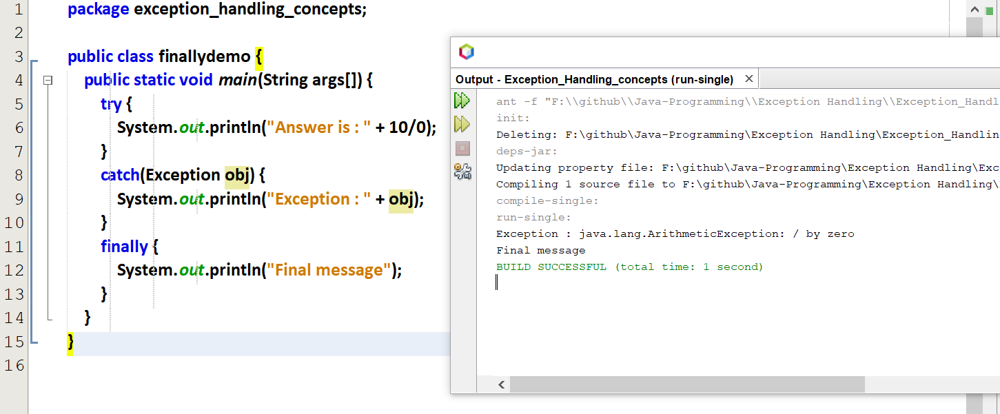 1 package exception_handling_concepts;
2
3 public class finallydemo {
4 public static void main(String args[]) {
5 try {
6 System.out.println("Answer is : " + 10/0);
7 }
8 catch(Exception obj) {
9 System.out.println("Exception : " + obj);
10 }
11 finally {
12 System.out.println("Final message");
13 }
14 }
15 }
16
Output - Exception_Handling_concepts (run-single)
ant -f "F:\\github\\Java-Programming\\Exception Handling\\Exception_Handl
init:
Deleting: F:\github\Java-Programming\Exception Handling\Exception_Handlin
deps-jar:
Updating property file: F:\github\Java-Programming\Exception Handling\Exc
Compiling 1 source file to F:\github\Java-Programming\Exception Handling\
compile-single:
run-single:
Exception : java.lang.ArithmeticException: / by zero
Final message
BUILD SUCCESSFUL (total time: 1 second)